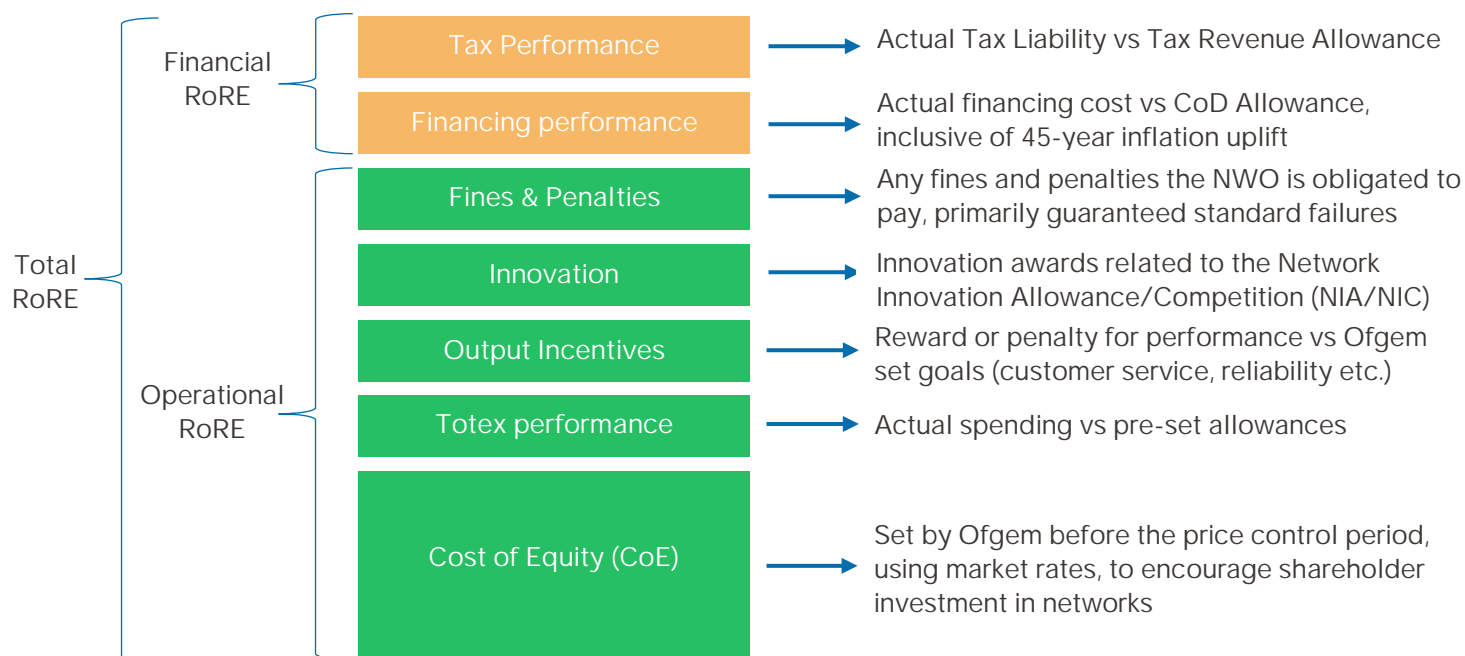 Total
RoRE
Financial
RoRE
Tax Performance
Actual Tax Liability vs Tax Revenue Allowance
Financing performance
Actual financing cost vs CoD Allowance,
inclusive of 45-year inflation uplift
Operational
RoRE
Fines & Penalties
Any fines and penalties the NWO is obligated to
pay, primarily guaranteed standard failures
Innovation
Innovation awards related to the Network
Innovation Allowance/Competition (NIA/NIC)
Output Incentives
Reward or penalty for performance vs Ofgem
set goals (customer service, reliability etc.)
Totex performance
Actual spending vs pre-set allowances
Cost of Equity (CoE)
Set by Ofgem before the price control period,
using market rates, to encourage shareholder
investment in networks